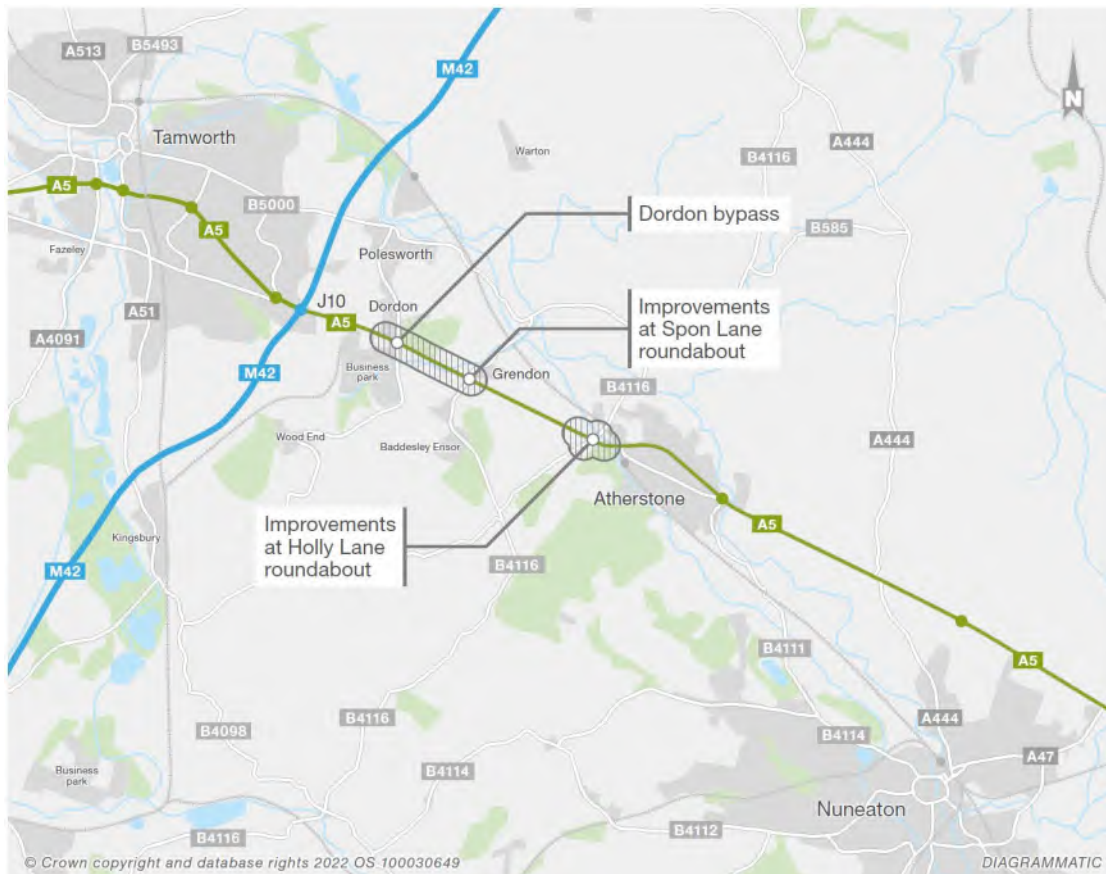 A513
B5493
M42
N
Tamworth
Warton
B4116
A444
A5
B5000
Dordon bypass
B585
Fazeley
A5
Polesworth
A51
J10
Dordon
A5
Improvements
at Spon Lane
roundabout
A4091
M42
Business
park
Grendon
B4116
Wood End
Baddesley Ensor
A444
Atherstone
Improvements
at Holly Lane
roundabout
A5
Kingsbury
B4116
M42
B4111
A5
B4116
A444
B4098
B4114
A47
Business
park
B4114
Nuneaton
B4116
B4112
© Crown copyright and database rights 2022 OS 100030649
DIAGRAMMATIC